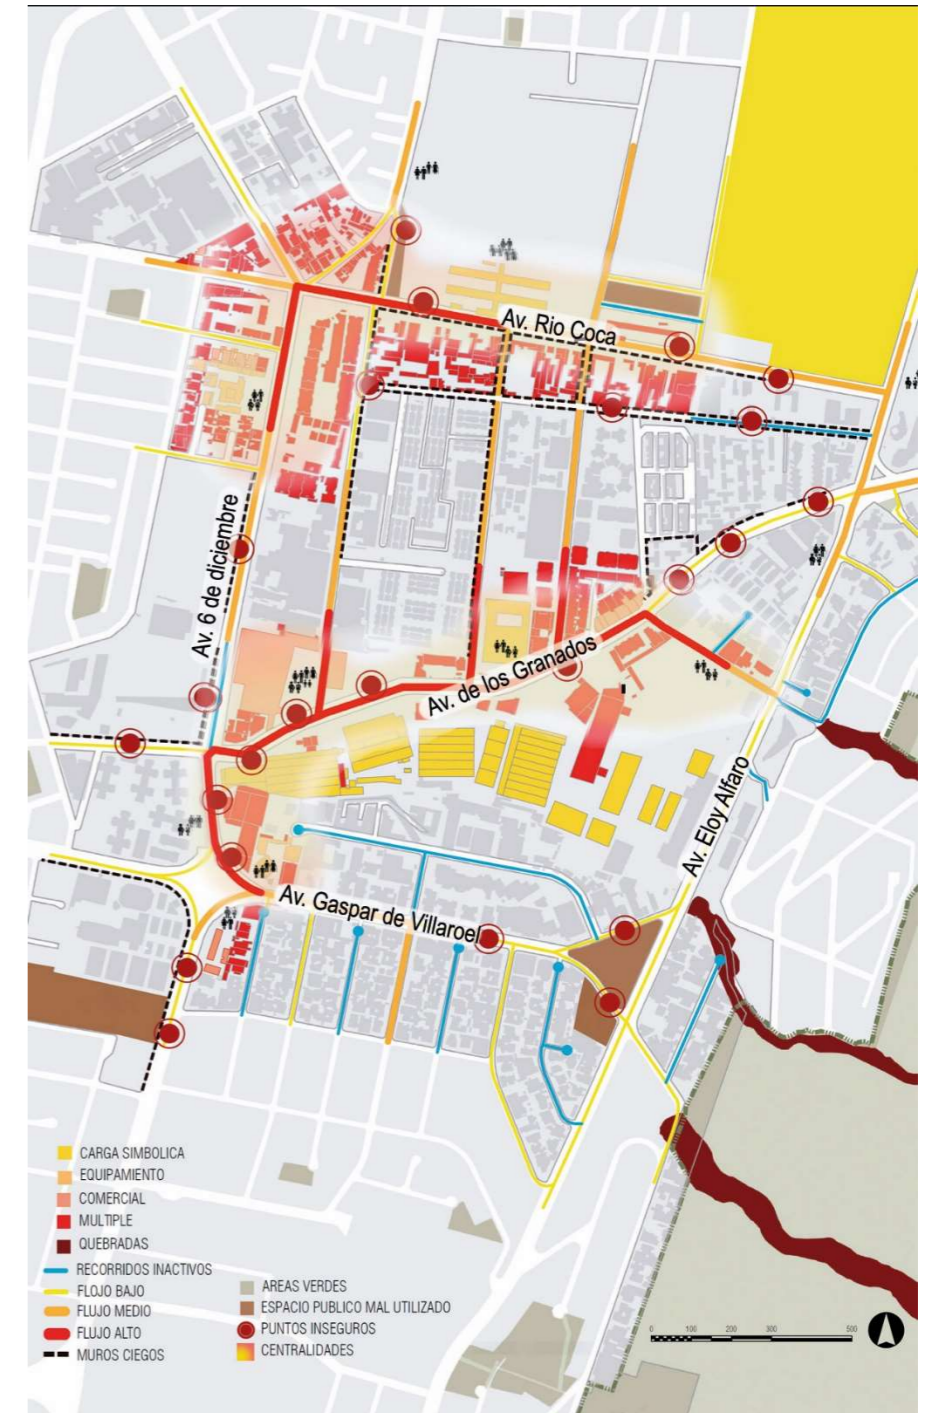 Av. Rio Coca
Av. 6 de diciembre
Av. de los Granados
Av. Eloy Alfaro
Av. Gaspar de Villaroel
CARGA SIMBOLICA
EQUIPAMIENTO
COMERCIAL
MULTIPLE
QUEBRADAS
RECORRIDOS INACTIVOS
FLOJO BAJO
FLUJO MEDIO
FLUJO ALTO
MUROS CIEGOS
AREAS VERDES
ESPACIO PUBLICO MAL UTILIZADO
PUNTOS INSEGUROS
CENTRALIDADES
0 100 200 300 500